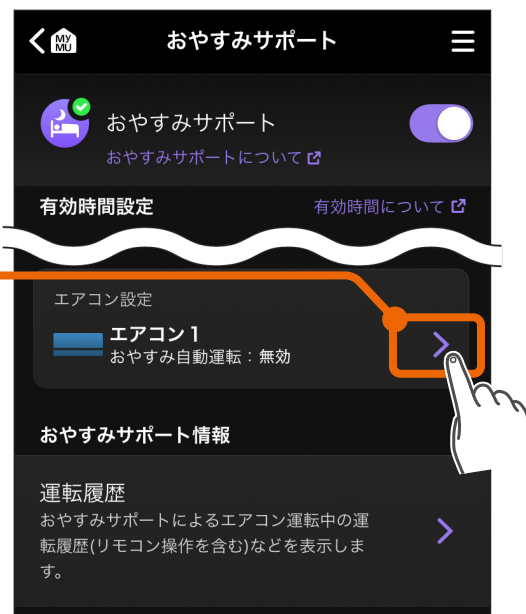 MY
MU
おやすみサポート
おやすみサポート
おやすみサポートについて
有効時間設定
有効時間について
エアコン設定
エアコン 1
おやすみ自動運転：無効
おやすみサポート情報
運転履歴
おやすみサポートによるエアコン運転中の運
転履歴(リモコン操作を含む)などを表示しま
す。